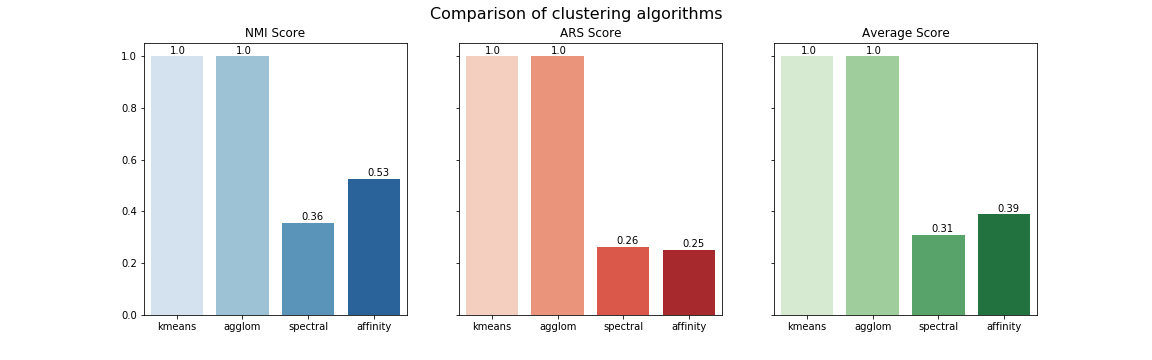 Comparison of clustering algorithms
NMI Score
1.0
1.0
0.36
0.53
1.0
0.8
0.6
0.4
0.2
0.0
kmeans
agglom
spectral
affinity
ARS Score
1.0
1.0
0.26
0.25
kmeans
agglom
spectral
affinity
Average Score
1.0
1.0
0.31
0.39
kmeans
agglom
spectral
affinity